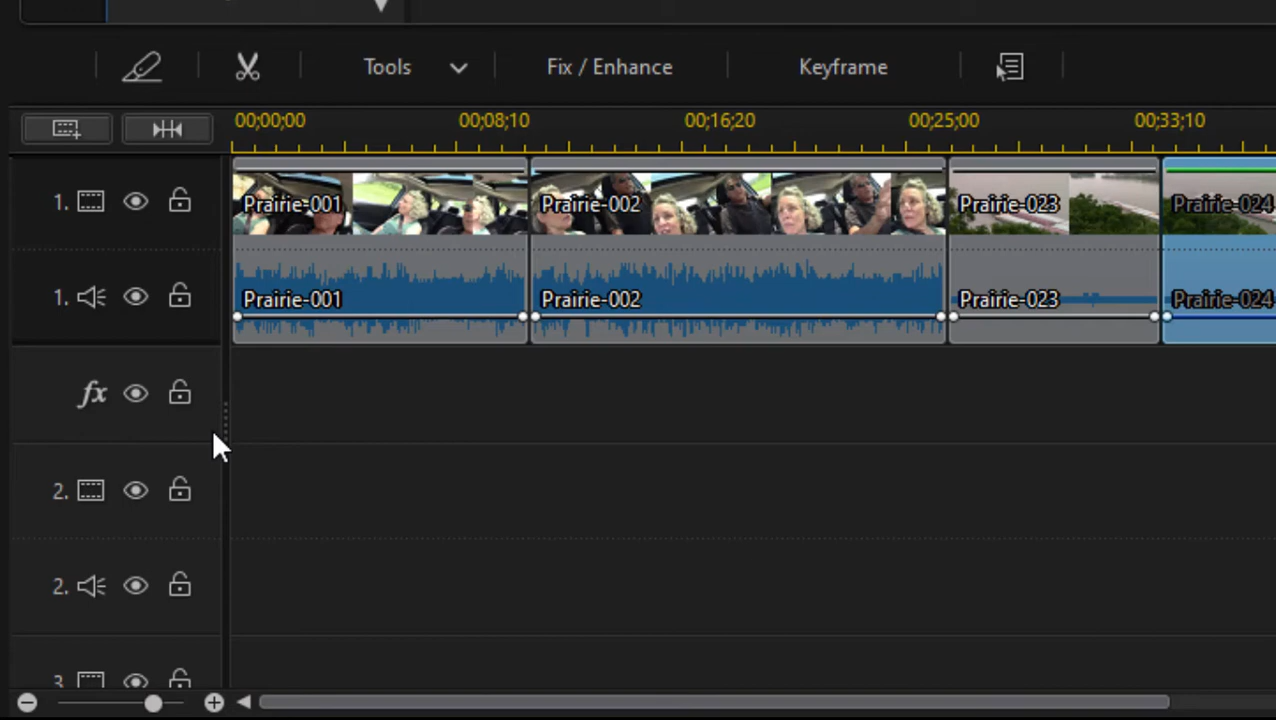 Tools Fix / Enhance Keyframe
00;00;00 00;08;10 00;16;20 00;25;00 00;33;10
1. Prairie-001 Prairie-002 Prairie-023 Prairie-024
1. Prairie-001 Prairie-002 Prairie-023 Prairie-024
fx
2.
2.
3